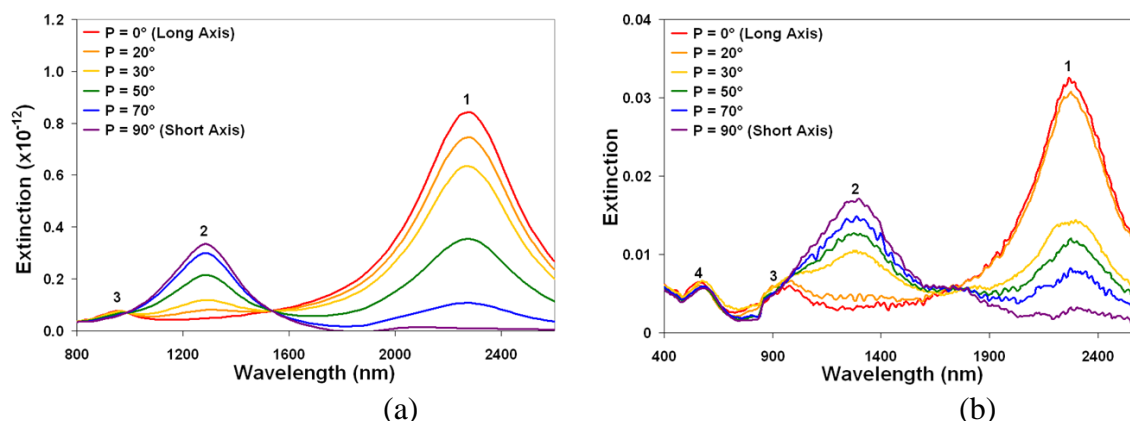 1.2
1.0
0.8
0.6
0.4
0.2
0.0
Extinction (x10⁻¹²)
P = 0° (Long Axis)
P = 20°
P = 30°
P = 50°
P = 70°
P = 90° (Short Axis)
1
2
3
800 1200 1600 2000 2400
Wavelength (nm)
(a)
0.04
0.03
0.02
0.01
0
Extinction
P = 0° (Long Axis)
P = 20°
P = 30°
P = 50°
P = 70°
P = 90° (Short Axis)
1
2
4
3
400 900 1400 1900 2400
Wavelength (nm)
(b)